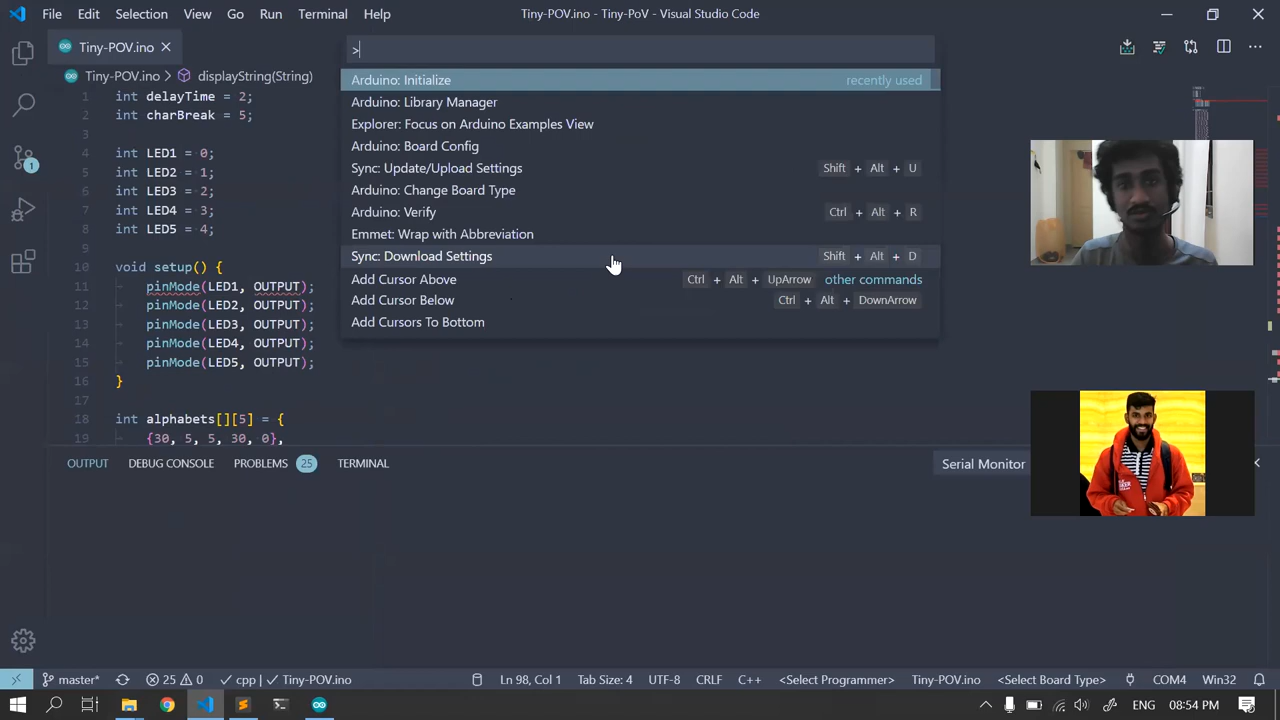 File Edit Selection View Go Run Terminal Help
Tiny-POV.ino - Tiny-PoV - Visual Studio Code
Tiny-POV.ino
Tiny-POV.ino > displayString(String)
>
Arduino: Initialize recently used
Arduino: Library Manager
Explorer: Focus on Arduino Examples View
Arduino: Board Config
Sync: Update/Upload Settings Shift + Alt + U
Arduino: Change Board Type
Arduino: Verify Ctrl + Alt + R
Emmet: Wrap with Abbreviation
Sync: Download Settings Shift + Alt + D
Add Cursor Above Ctrl + Alt + UpArrow other commands
Add Cursor Below Ctrl + Alt + DownArrow
Add Cursors To Bottom
1 int delayTime = 2;
2 int charBreak = 5;
3
4 int LED1 = 0;
5 int LED2 = 1;
6 int LED3 = 2;
7 int LED4 = 3;
8 int LED5 = 4;
9
10 void setup() {
11 pinMode(LED1, OUTPUT);
12 pinMode(LED2, OUTPUT);
13 pinMode(LED3, OUTPUT);
14 pinMode(LED4, OUTPUT);
15 pinMode(LED5, OUTPUT);
16 }
17
18 int alphabets[][5] = {
19 {30, 5, 5, 30, 0},
1
OUTPUT DEBUG CONSOLE PROBLEMS 25 TERMINAL Serial Monitor
master* 25 0 cpp Tiny-POV.ino Ln 98, Col 1 Tab Size: 4 UTF-8 CRLF C++ <Select Programmer> Tiny-POV.ino <Select Board Type> COM4 Win32
ENG 08:54 PM